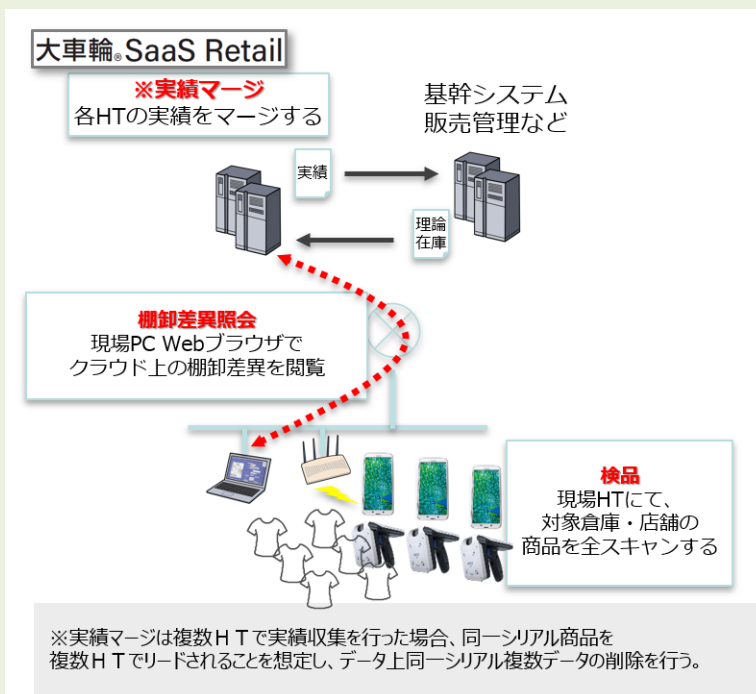 大車輪® SaaS Retail
※実績マージ
各HTの実績をマージする
基幹システム
販売管理など
実績
理論
在庫
棚卸差異照会
現場PC Webブラウザで
クラウド上の棚卸差異を閲覧
検品
現場HTにて、
対象倉庫・店舗の
商品を全スキャンする
※実績マージは複数ＨＴで実績収集を行った場合、同一シリアル商品を
複数ＨＴでリードされることを想定し、データ上同一シリアル複数データの削除を行う。